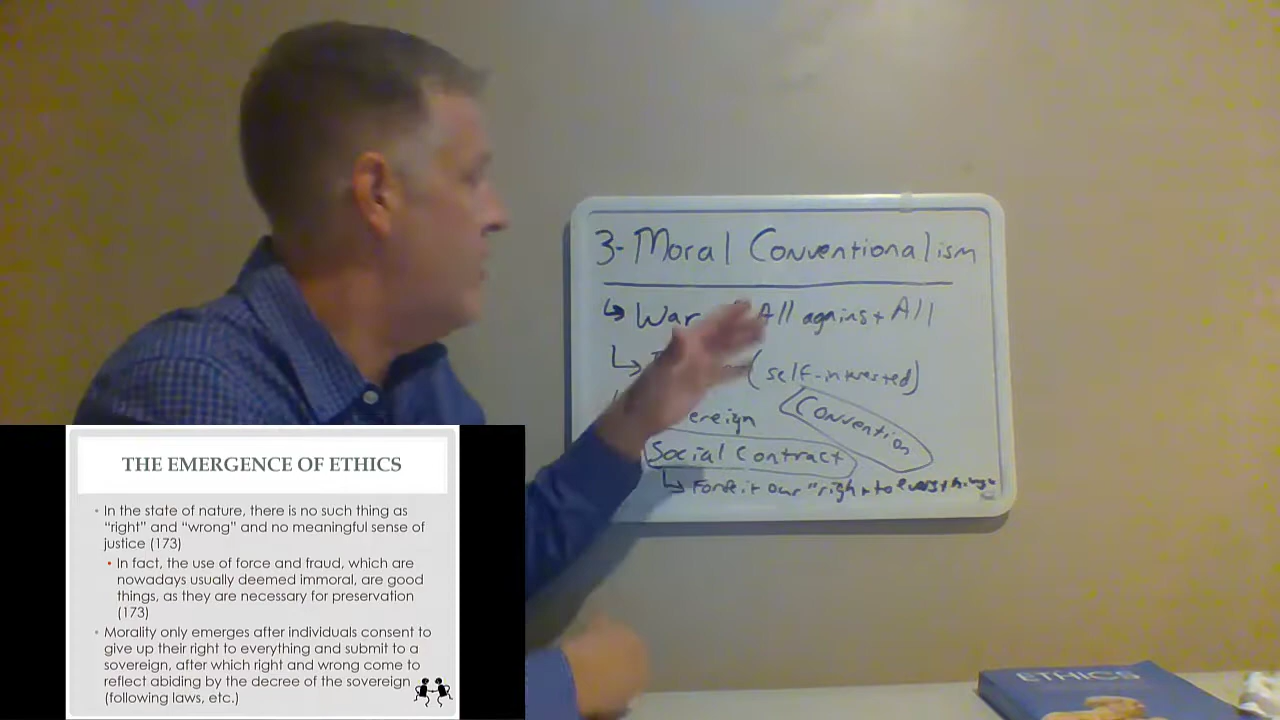 3- Moral Conventionalism
↳ War All against All
↳ (self-interested)
ereign
Convention
Social Contract
↳ Forfeit our "right to everything"
THE EMERGENCE OF ETHICS
• In the state of nature, there is no such thing as
"right" and "wrong" and no meaningful sense of
justice (173)
• In fact, the use of force and fraud, which are
nowadays usually deemed immoral, are good
things, as they are necessary for preservation
(173)
• Morality only emerges after individuals consent to
give up their right to everything and submit to a
sovereign, after which right and wrong come to
reflect abiding by the decree of the sovereign
(following laws, etc.)
ETHICS